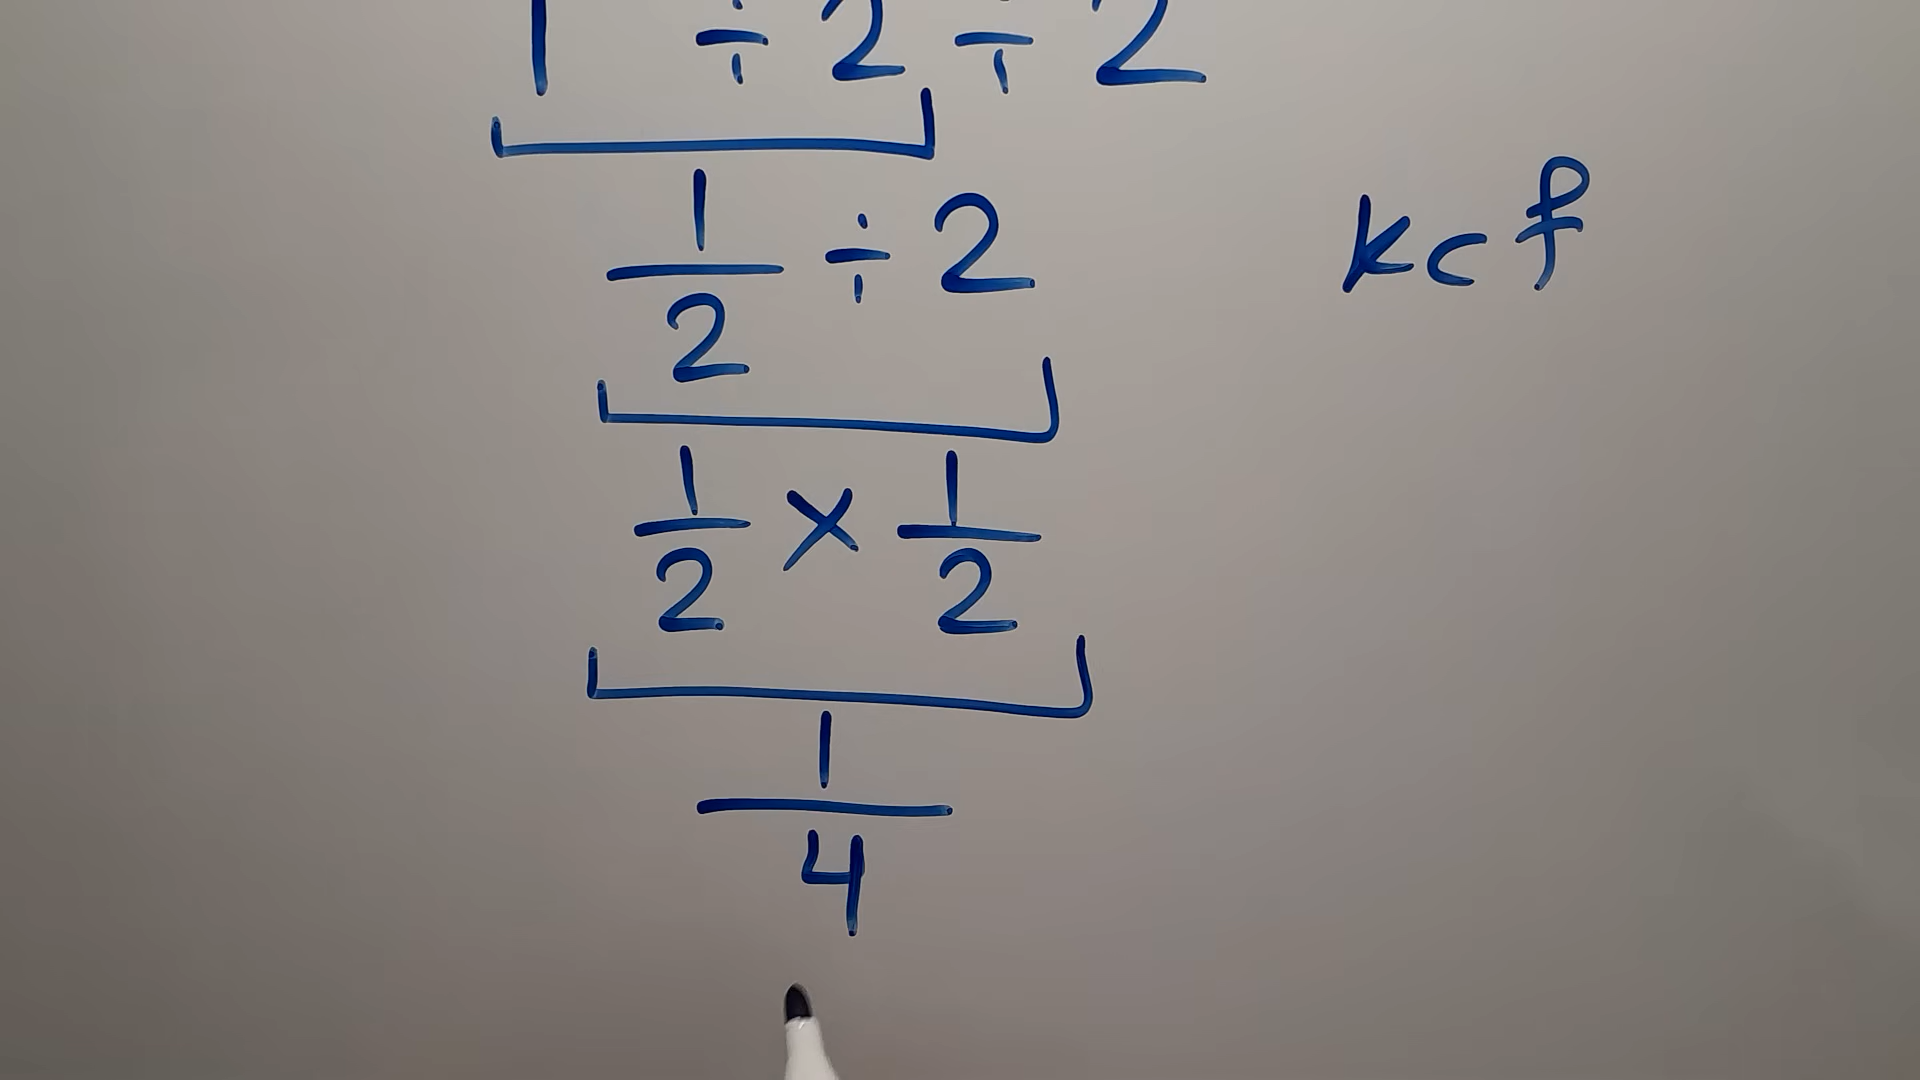 1 ÷ 2 ÷ 2
1/2 ÷ 2
kcf
1/2 × 1/2
1/4